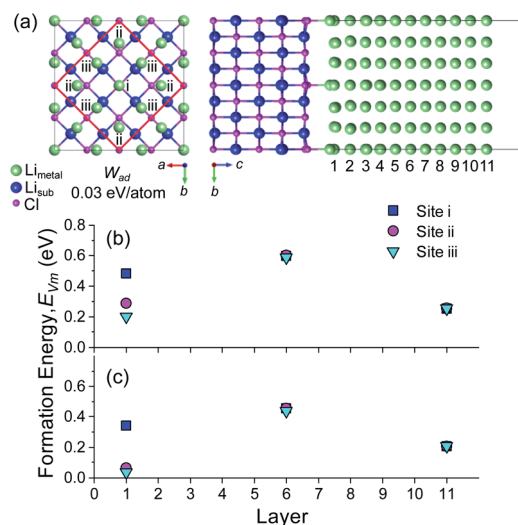 (a)
ii
iii iii
ii i ii
iii iii
ii
Li_metal
Li_sub
Cl
W_ad
0.03 eV/atom
a
b
c
b
1 2 3 4 5 6 7 8 9 10 11
Formation Energy, E_Vm (eV)
(b)
0.8
0.6
0.4
0.2
0.0
Site i
Site ii
Site iii
(c)
0.6
0.4
0.2
0.0
0 1 2 3 4 5 6 7 8 9 10 11
Layer